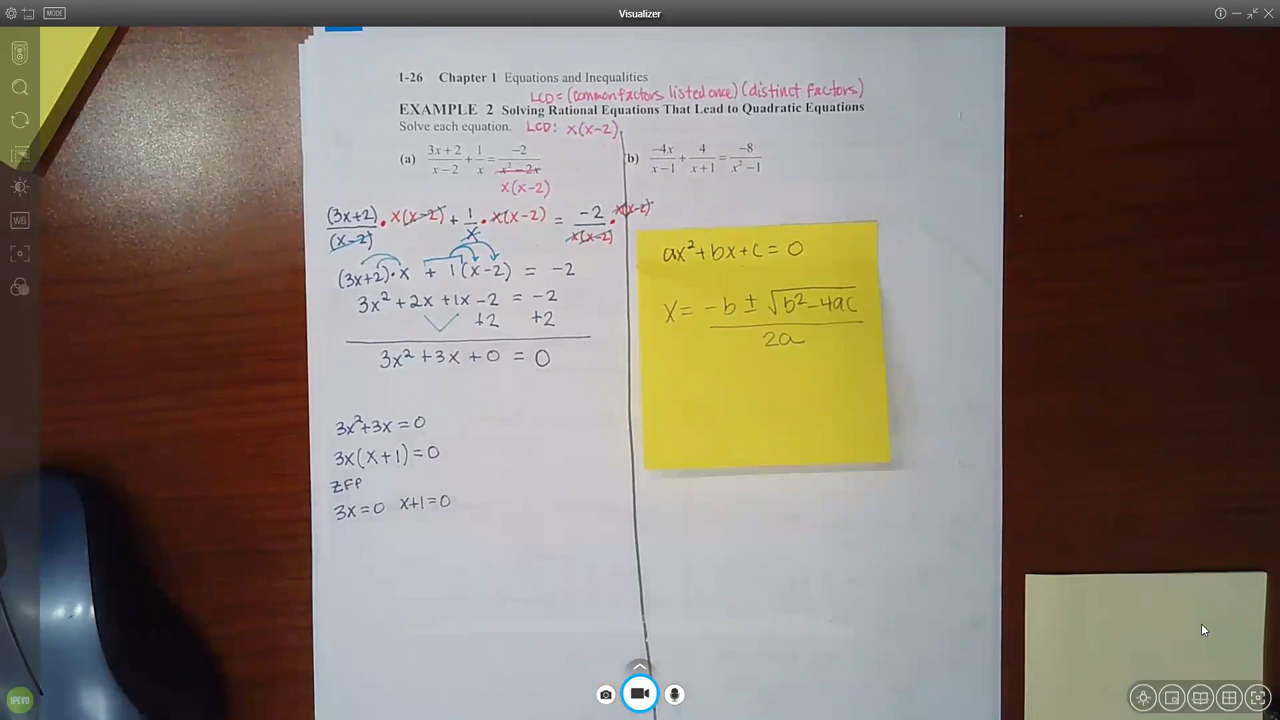 MODE
Visualizer
1-26 Chapter 1 Equations and Inequalities
LCD = (common factors listed once) (distinct factors)
EXAMPLE 2 Solving Rational Equations That Lead to Quadratic Equations
Solve each equation. LCD: x(x-2)
(a) (3x+2)/(x-2) + 1/x = -2/(x²-2x)
x(x-2)
(3x+2)/(x-2) • x(x-2) + 1/x • x(x-2) = -2/x(x-2) • x(x-2)
(3x+2)•x + 1(x-2) = -2
3x² + 2x + 1x - 2 = -2
+2 +2
3x² + 3x + 0 = 0
3x²+3x = 0
3x(x+1) = 0
ZFP
3x = 0 x+1 = 0
(b) -4x/(x-1) + 4/(x+1) = -8/(x²-1)
ax²+bx+c = 0
x = (-b ± √(b²-4ac))/2a
WB
IPEVO